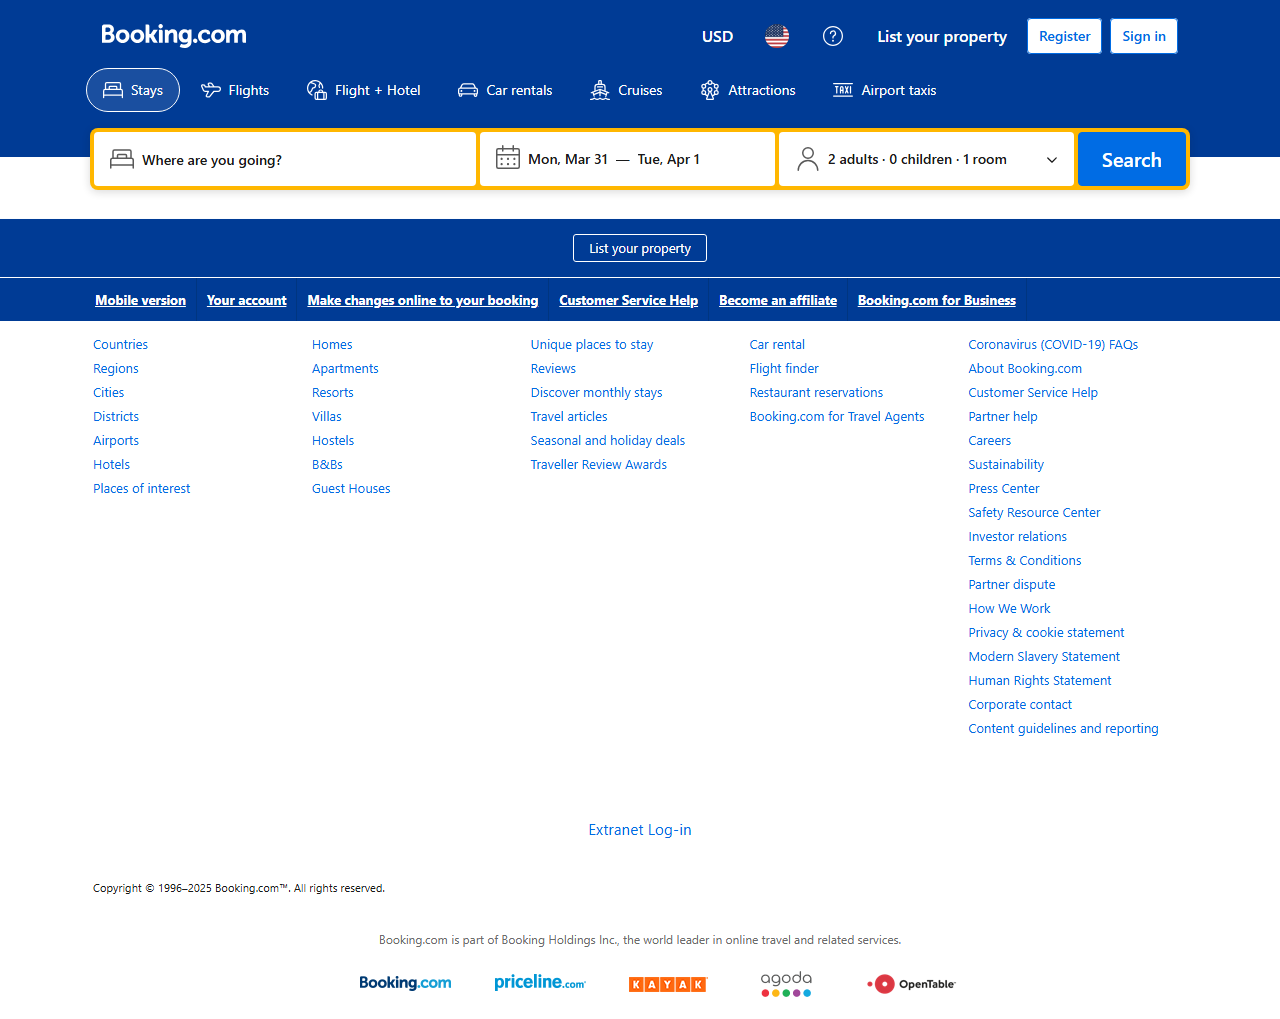 Booking.com
USD
List your property
Register
Sign in
Stays
Flights
Flight + Hotel
Car rentals
Cruises
Attractions
TAXI
Airport taxis
Where are you going?
Mon, Mar 31 — Tue, Apr 1
2 adults · 0 children · 1 room
Search
List your property
Mobile version
Your account
Make changes online to your booking
Customer Service Help
Become an affiliate
Booking.com for Business
Countries
Regions
Cities
Districts
Airports
Hotels
Places of interest
Homes
Apartments
Resorts
Villas
Hostels
B&Bs
Guest Houses
Unique places to stay
Reviews
Discover monthly stays
Travel articles
Seasonal and holiday deals
Traveller Review Awards
Car rental
Flight finder
Restaurant reservations
Booking.com for Travel Agents
Coronavirus (COVID-19) FAQs
About Booking.com
Customer Service Help
Partner help
Careers
Sustainability
Press Center
Safety Resource Center
Investor relations
Terms & Conditions
Partner dispute
How We Work
Privacy & cookie statement
Modern Slavery Statement
Human Rights Statement
Corporate contact
Content guidelines and reporting
Extranet Log-in
Copyright © 1996–2025 Booking.com™. All rights reserved.
Booking.com is part of Booking Holdings Inc., the world leader in online travel and related services.
Booking.com
priceline.com
KAYAK
agoda
OpenTable